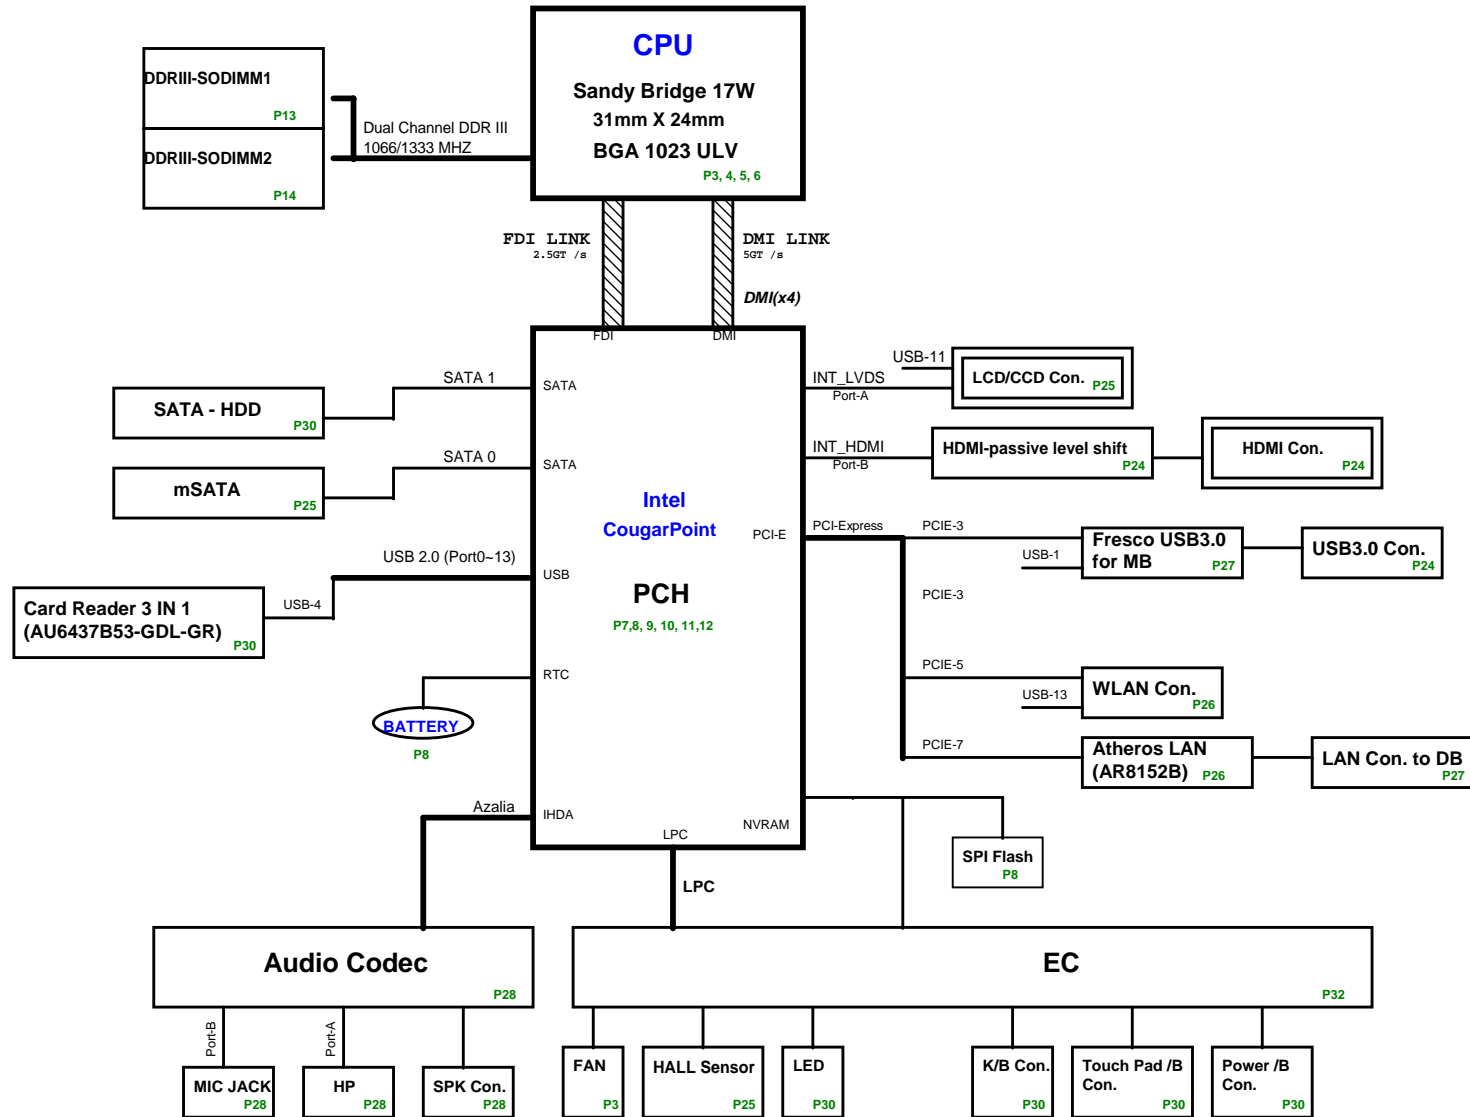 CPU
Sandy Bridge 17W
31mm X 24mm
BGA 1023 ULV
P3, 4, 5, 6
DDRIII-SODIMM1
P13
DDRIII-SODIMM2
P14
Dual Channel DDR III
1066/1333 MHZ
FDI LINK
2.5GT /s
DMI LINK
5GT /s
DMI(x4)
FDI
DMI
SATA 1
SATA
SATA - HDD
P30
SATA 0
SATA
mSATA
P25
USB 2.0 (Port0~13)
USB
USB-4
Card Reader 3 IN 1
(AU6437B53-GDL-GR)
P30
RTC
BATTERY
P8
Azalia
IHDA
Intel
CougarPoint
PCH
P7,8, 9, 10, 11,12
PCI-E
NVRAM
LPC
LPC
USB-11
INT_LVDS
Port-A
LCD/CCD Con.
P25
INT_HDMI
Port-B
HDMI-passive level shift
P24
HDMI Con.
P24
PCI-Express
PCIE-3
USB-1
Fresco USB3.0
for MB
P27
USB3.0 Con.
P24
PCIE-3
PCIE-5
USB-13
WLAN Con.
P26
PCIE-7
Atheros LAN
(AR8152B)
P26
LAN Con. to DB
P27
SPI Flash
P8
Audio Codec
P28
Port-B
Port-A
MIC JACK
P28
HP
P28
SPK Con.
P28
EC
P32
FAN
P3
HALL Sensor
P25
LED
P30
K/B Con.
P30
Touch Pad /B
Con.
P30
Power /B
Con.
P30